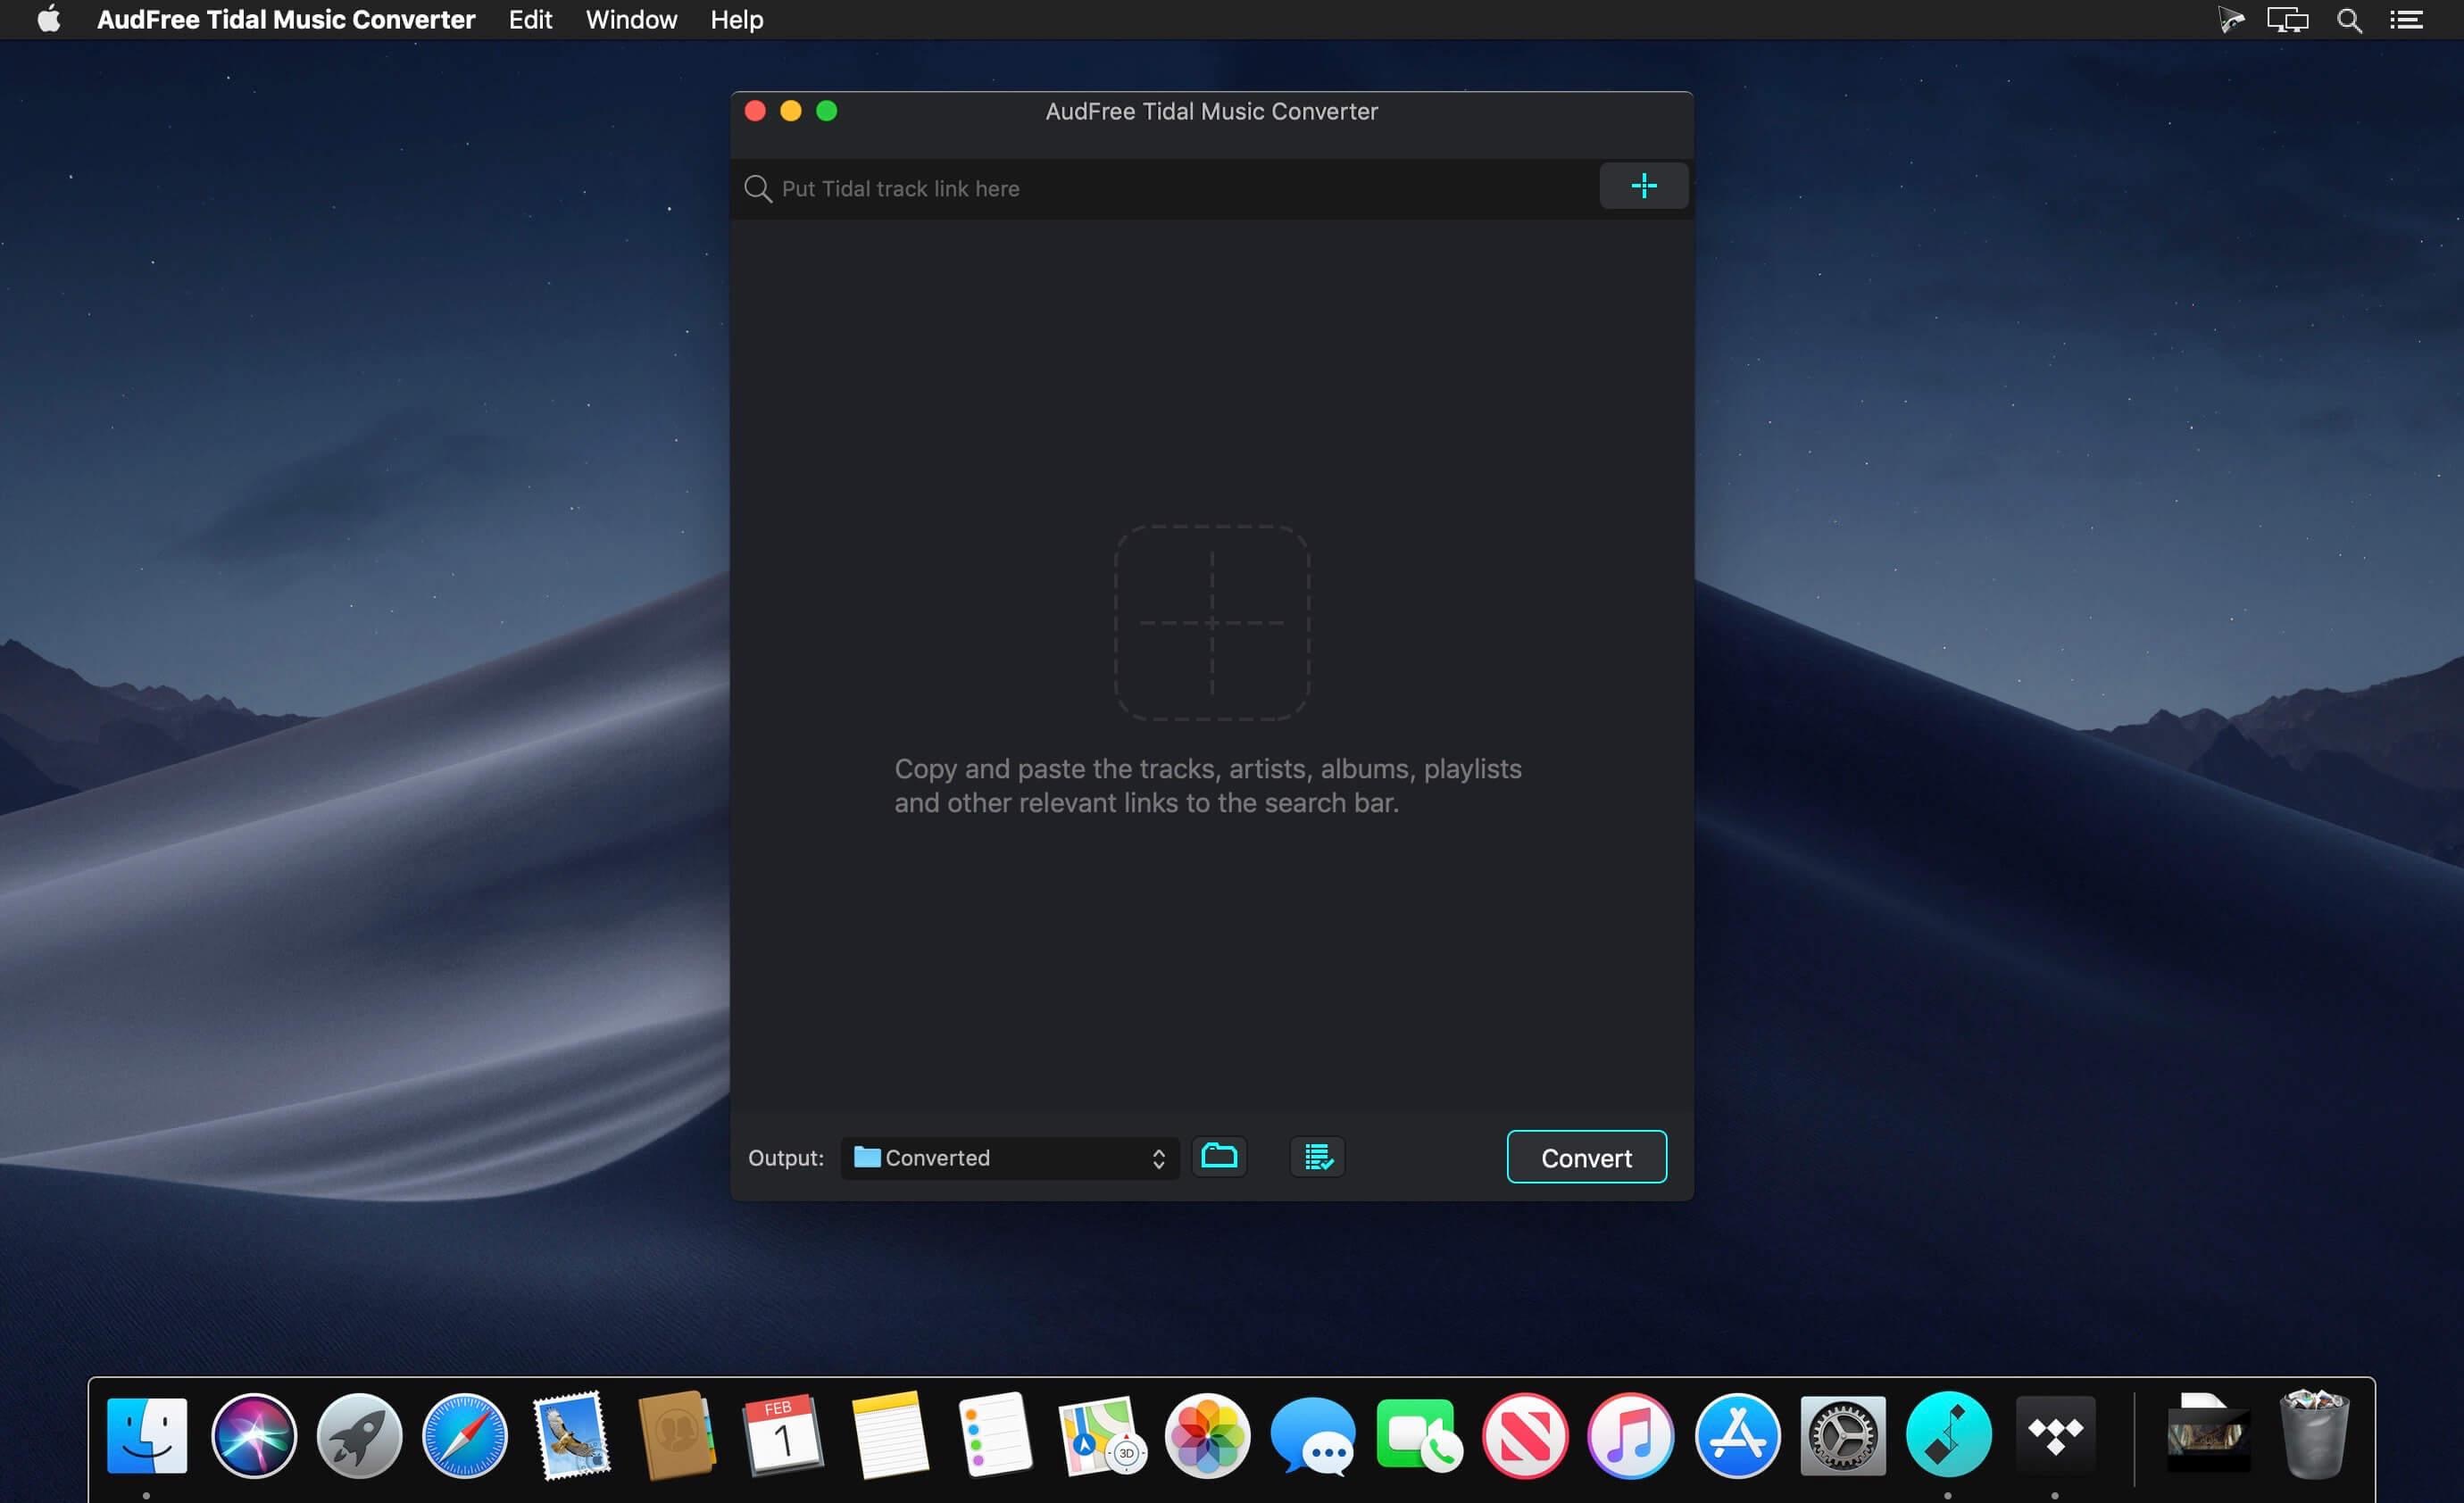 AudFree Tidal Music Converter Edit Window Help
AudFree Tidal Music Converter
Put Tidal track link here
Copy and paste the tracks, artists, albums, playlists
and other relevant links to the search bar.
Output: Converted Convert
FEB
1
3D